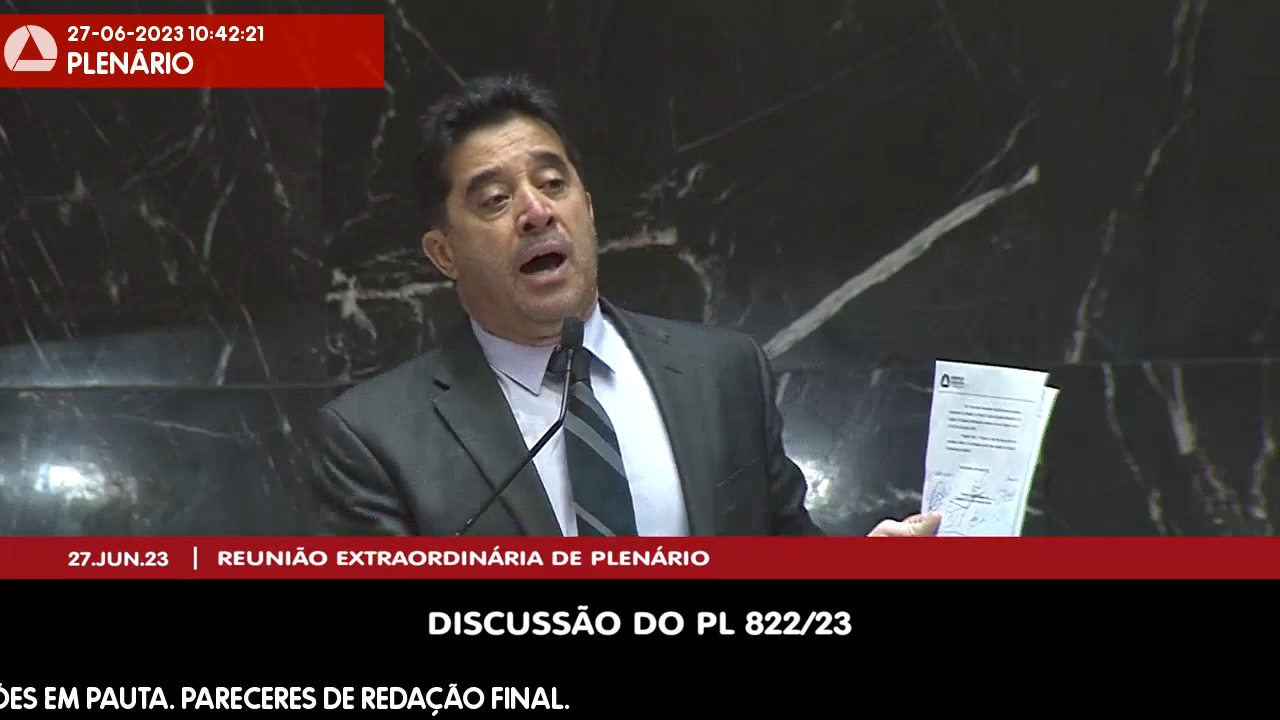 27-06-2023 10:42:21
PLENÁRIO
27.JUN.23 | REUNIÃO EXTRAORDINÁRIA DE PLENÁRIO
DISCUSSÃO DO PL 822/23
ÕES EM PAUTA. PARECERES DE REDAÇÃO FINAL.